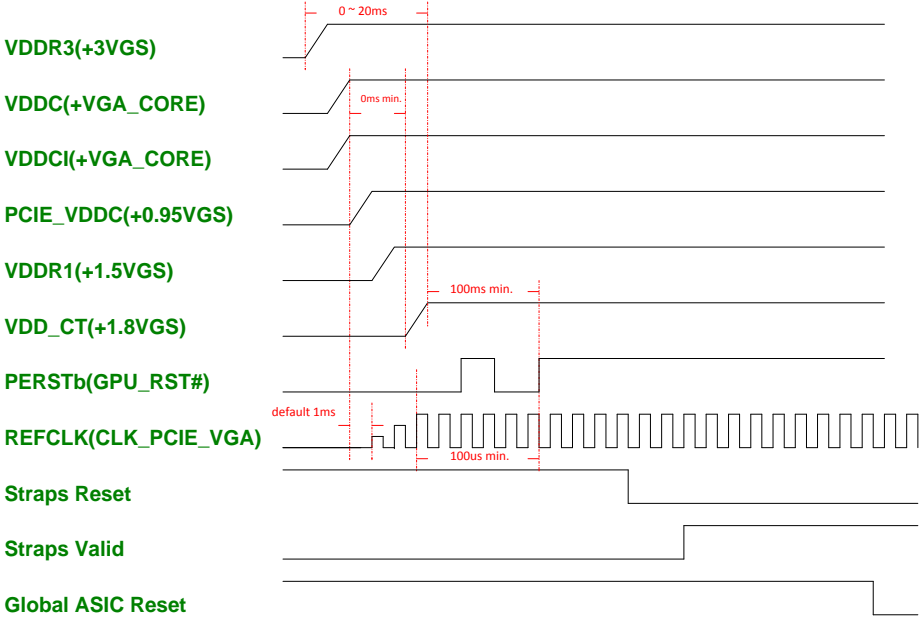 0 ~ 20ms
VDDR3(+3VGS)
VDDC(+VGA_CORE)
0ms min.
VDDCI(+VGA_CORE)
PCIE_VDDC(+0.95VGS)
VDDR1(+1.5VGS)
100ms min.
VDD_CT(+1.8VGS)
PERSTb(GPU_RST#)
default 1ms
REFCLK(CLK_PCIE_VGA)
100us min.
Straps Reset
Straps Valid
Global ASIC Reset